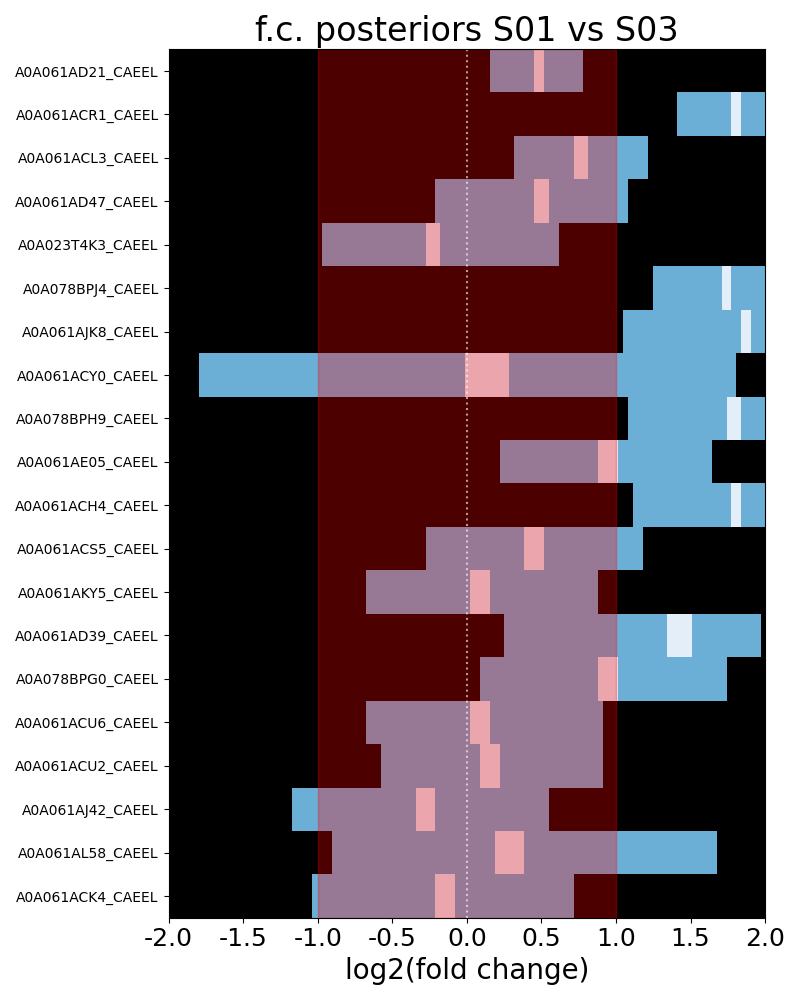 f.c. posteriors S01 vs S03
A0A061AD21_CAEEL
A0A061ACR1_CAEEL
A0A061ACL3_CAEEL
A0A061AD47_CAEEL
A0A023T4K3_CAEEL
A0A078BPJ4_CAEEL
A0A061AJK8_CAEEL
A0A061ACY0_CAEEL
A0A078BPH9_CAEEL
A0A061AE05_CAEEL
A0A061ACH4_CAEEL
A0A061ACS5_CAEEL
A0A061AKY5_CAEEL
A0A061AD39_CAEEL
A0A078BPG0_CAEEL
A0A061ACU6_CAEEL
A0A061ACU2_CAEEL
A0A061AJ42_CAEEL
A0A061AL58_CAEEL
A0A061ACK4_CAEEL
-2.0 -1.5 -1.0 -0.5 0.0 0.5 1.0 1.5 2.0
log2(fold change)